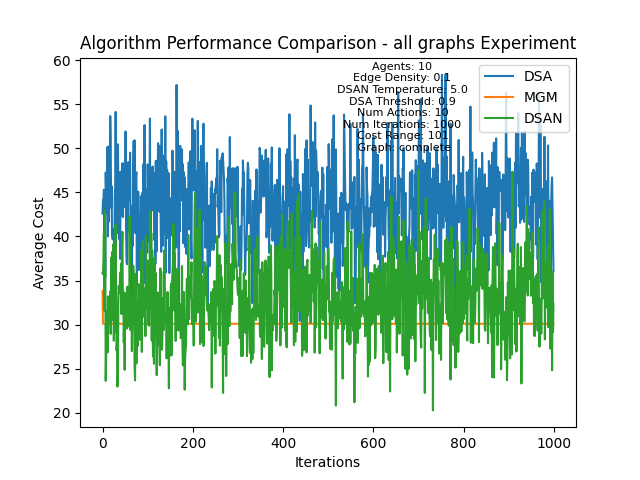 Algorithm Performance Comparison - all graphs Experiment
Agents: 10
Edge Density: 0.1
DSAN Temperature: 5.0
DSA Threshold: 0.9
Num Actions: 10
Num Iterations: 1000
Cost Range: 101
Graph: complete
DSA
MGM
DSAN
60
55
50
45
40
35
30
25
20
Average Cost
0
200
400
600
800
1000
Iterations